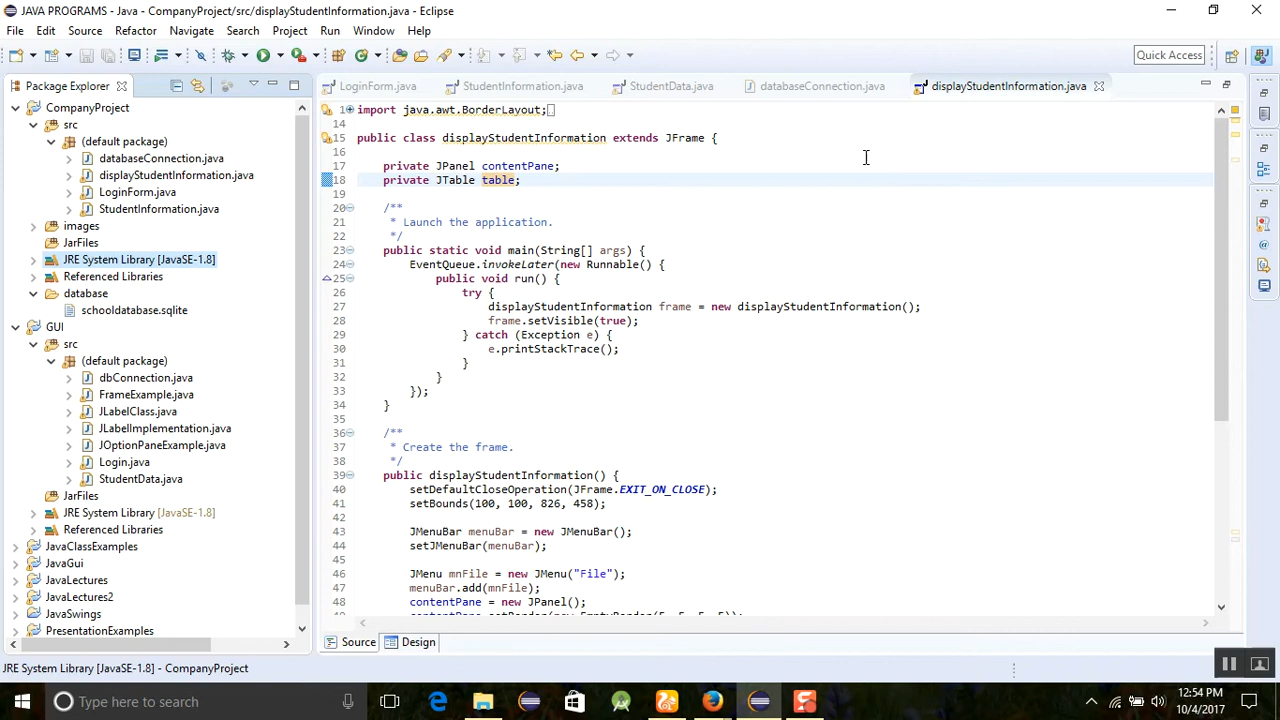 JAVA PROGRAMS - Java - CompanyProject/src/displayStudentInformation.java - Eclipse
File Edit Source Refactor Navigate Search Project Run Window Help
Quick Access
Package Explorer
LoginForm.java
StudentInformation.java
StudentData.java
databaseConnection.java
displayStudentInformation.java
CompanyProject
src
(default package)
databaseConnection.java
displayStudentInformation.java
LoginForm.java
StudentInformation.java
images
JarFiles
JRE System Library [JavaSE-1.8]
Referenced Libraries
database
schooldatabase.sqlite
GUI
src
(default package)
dbConnection.java
FrameExample.java
JLabelClass.java
JLabelImplementation.java
JOptionPaneExample.java
Login.java
StudentData.java
JarFiles
JRE System Library [JavaSE-1.8]
Referenced Libraries
JavaClassExamples
JavaGui
JavaLectures
JavaLectures2
JavaSwings
PresentationExamples
1 import java.awt.BorderLayout;
14
15 public class displayStudentInformation extends JFrame {
16
17 private JPanel contentPane;
18 private JTable table;
19
20 /**
21 * Launch the application.
22 */
23 public static void main(String[] args) {
24 EventQueue.invokeLater(new Runnable() {
25 public void run() {
26 try {
27 displayStudentInformation frame = new displayStudentInformation();
28 frame.setVisible(true);
29 } catch (Exception e) {
30 e.printStackTrace();
31 }
32 }
33 });
34 }
35
36 /**
37 * Create the frame.
38 */
39 public displayStudentInformation() {
40 setDefaultCloseOperation(JFrame.EXIT_ON_CLOSE);
41 setBounds(100, 100, 826, 458);
42
43 JMenuBar menuBar = new JMenuBar();
44 setJMenuBar(menuBar);
45
46 JMenu mnFile = new JMenu("File");
47 menuBar.add(mnFile);
48 contentPane = new JPanel();
Source Design
JRE System Library [JavaSE-1.8] - CompanyProject
Type here to search
12:54 PM
10/4/2017